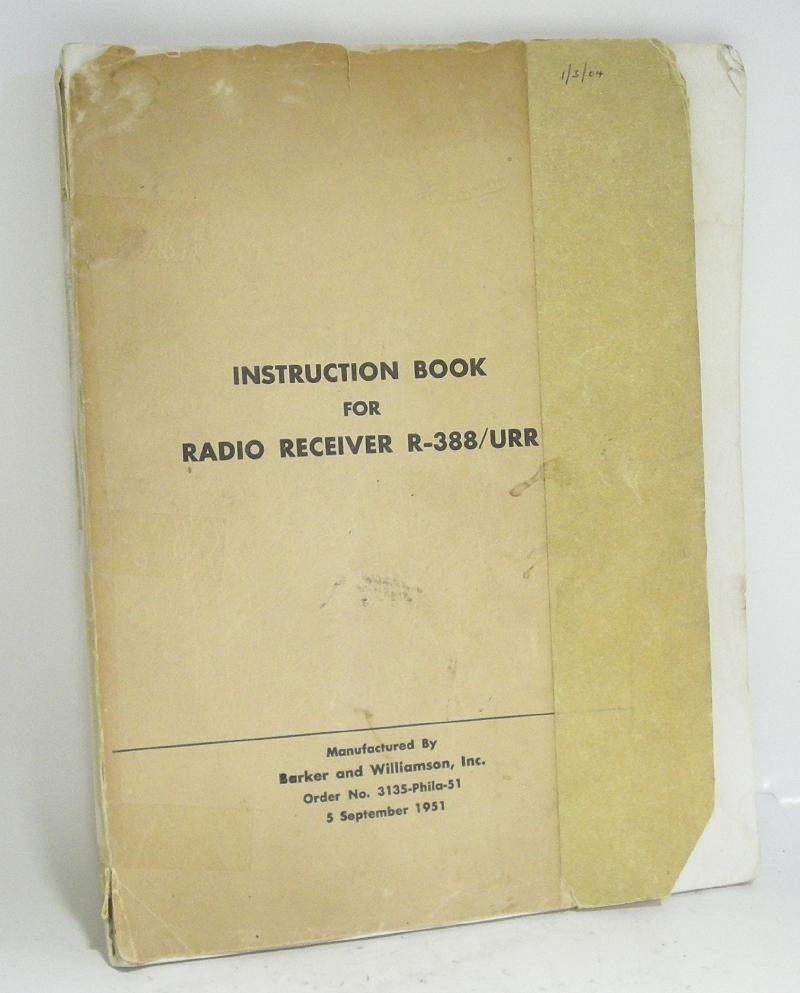 1/3/04
INSTRUCTION BOOK
FOR
RADIO RECEIVER R-388/URR
Manufactured By
Barker and Williamson, Inc.
Order No. 3135-Phila-51
5 September 1951